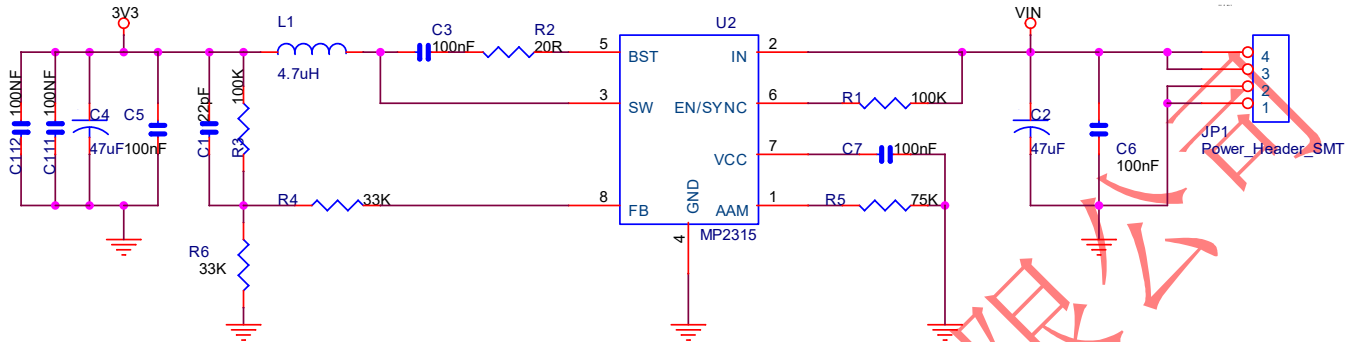 3V3
L1
4.7uH
C3
100nF
R2
20R
U2
VIN
5
BST
IN
2
3
SW
EN/SYNC
6
R1
100K
VCC
7
C7
100nF
8
FB
GND
AAM
1
R5
75K
4
MP2315
C112
100NF
C111
100NF
C4
47uF
C5
100nF
C1
22pF
R3
100K
R4
33K
R6
33K
C2
47uF
C6
100nF
4
3
2
1
JP1
Power_Header_SMT
限公司